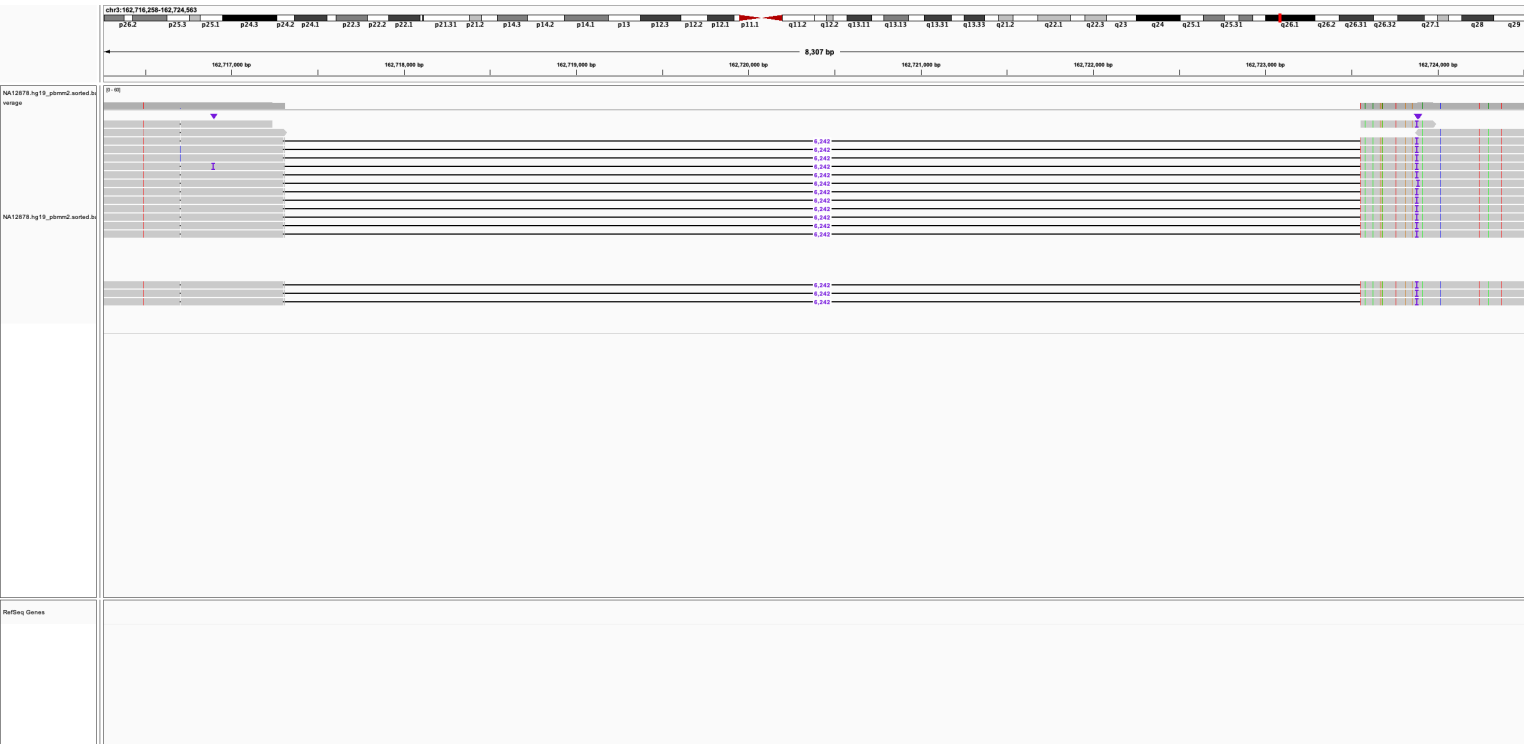 chr3:162,716,258-162,724,563
p26.2 p25.3 p25.1 p24.3 p24.2 p24.1 p22.3 p22.2 p22.1 p21.31 p21.2 p14.3 p14.2 p14.1 p13 p12.3 p12.2 p12.1 p11.1 q11.2 q12.2 q13.11 q13.13 q13.31 q13.33 q21.2 q22.1 q22.3 q23 q24 q25.1 q25.31 q26.1 q26.2 q26.31 q26.32 q27.1 q28 q29
8,307 bp
162,717,000 bp 162,718,000 bp 162,719,000 bp 162,720,000 bp 162,721,000 bp 162,722,000 bp 162,723,000 bp 162,724,000 bp
NA12878.hg19_pbmm2.sorted.ba
verage
[0 - 60]
6,242
6,242
6,242
6,242
6,242
6,242
6,242
6,242
6,242
NA12878.hg19_pbmm2.sorted.ba
6,242
6,242
6,242
6,242
6,242
6,242
RefSeq Genes